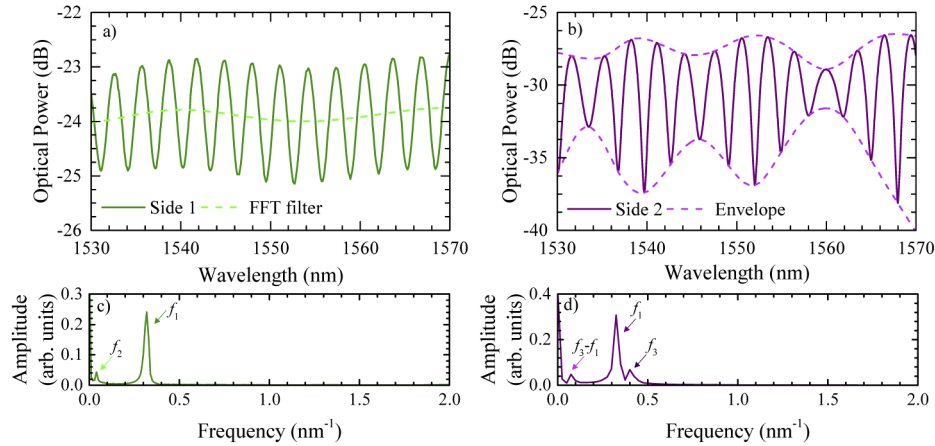 a)
-22
-23
-24
-25
-26
Optical Power (dB)
Side 1
FFT filter
1530
1540
1550
1560
1570
Wavelength (nm)
b)
-25
-30
-35
-40
Optical Power (dB)
Side 2
Envelope
1530
1540
1550
1560
1570
Wavelength (nm)
c)
0.3
0.2
0.1
0.0
Amplitude
(arb. units)
f1
f2
0.0
0.5
1.0
1.5
2.0
Frequency (nm-1)
d)
0.4
0.2
0.0
Amplitude
(arb. units)
f1
f3-f1
f3
0.0
0.5
1.0
1.5
2.0
Frequency (nm-1)